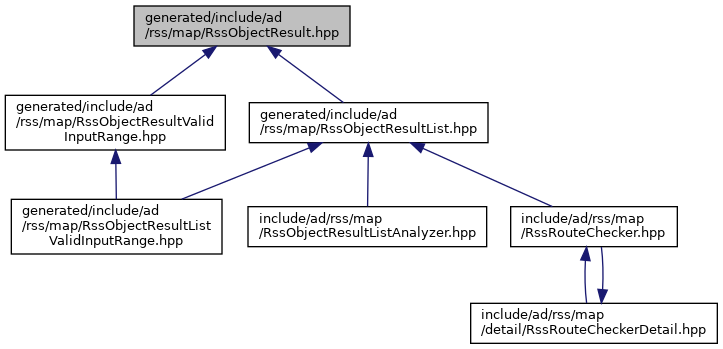 generated/include/ad
/rss/map/RssObjectResult.hpp
generated/include/ad
/rss/map/RssObjectResultValid
InputRange.hpp
generated/include/ad
/rss/map/RssObjectResultList.hpp
generated/include/ad
/rss/map/RssObjectResultList
ValidInputRange.hpp
include/ad/rss/map
/RssObjectResultListAnalyzer.hpp
include/ad/rss/map
/RssRouteChecker.hpp
include/ad/rss/map
/detail/RssRouteCheckerDetail.hpp